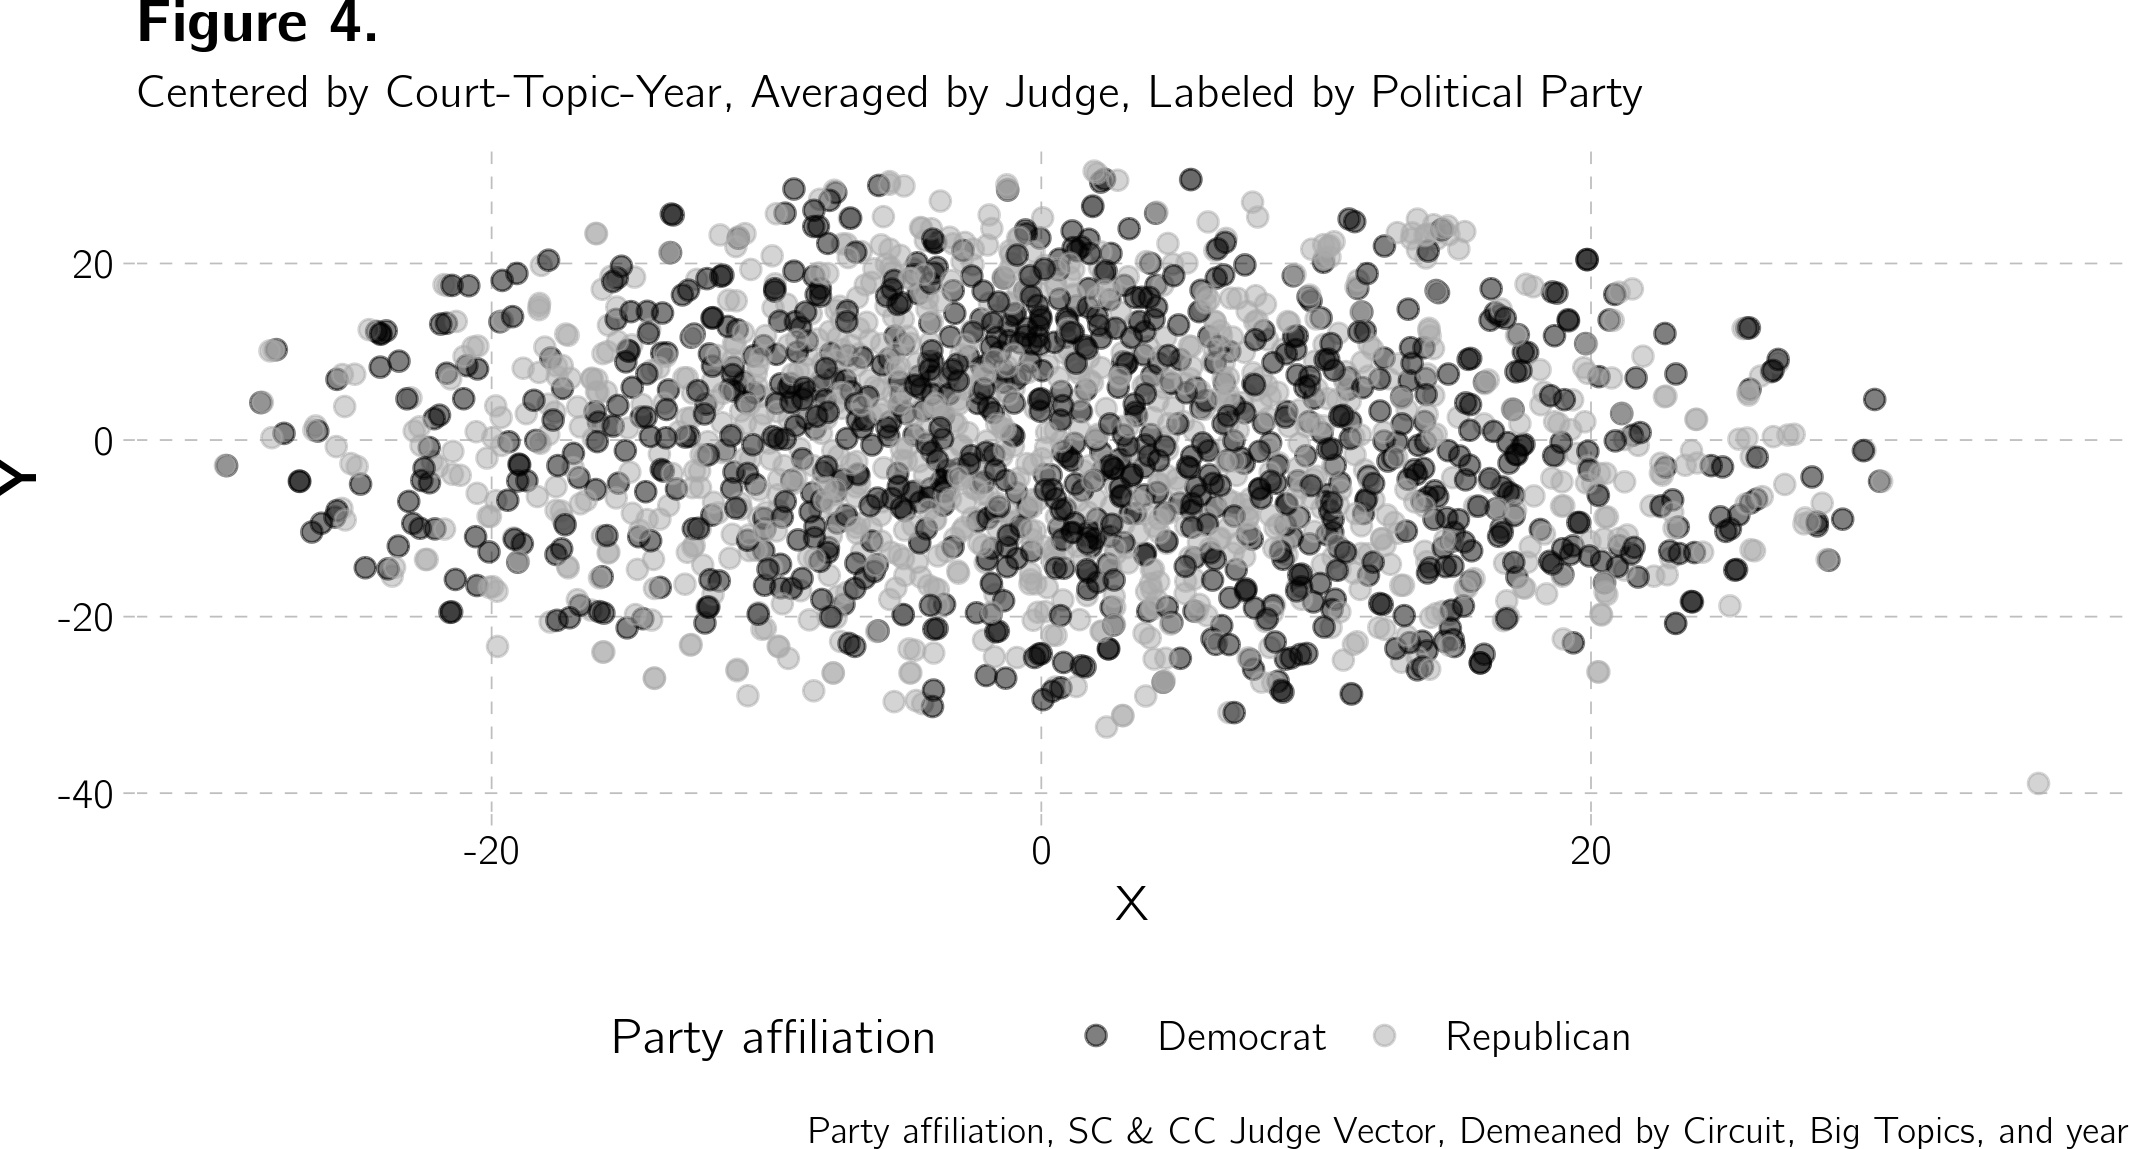 Figure 4.
Centered by Court-Topic-Year, Averaged by Judge, Labeled by Political Party
20
0
-20
-40
Y
-20 0 20
X
Party affiliation Democrat Republican
Party affiliation, SC & CC Judge Vector, Demeaned by Circuit, Big Topics, and year